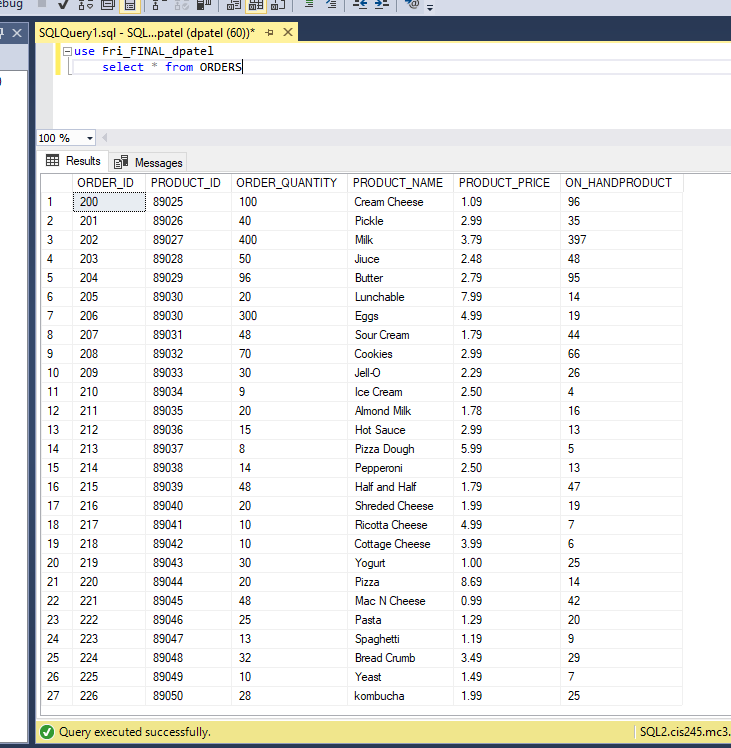 ebug
SQLQuery1.sql - SQL...patel (dpatel (60))*
use Fri_FINAL_dpatel
select * from ORDERS
100 %
Results Messages
ORDER_ID PRODUCT_ID ORDER_QUANTITY PRODUCT_NAME PRODUCT_PRICE ON_HANDPRODUCT
1 200 89025 100 Cream Cheese 1.09 96
2 201 89026 40 Pickle 2.99 35
3 202 89027 400 Milk 3.79 397
4 203 89028 50 Jiuce 2.48 48
5 204 89029 96 Butter 2.79 95
6 205 89030 20 Lunchable 7.99 14
7 206 89030 300 Eggs 4.99 19
8 207 89031 48 Sour Cream 1.79 44
9 208 89032 70 Cookies 2.99 66
10 209 89033 30 Jell-O 2.29 26
11 210 89034 9 Ice Cream 2.50 4
12 211 89035 20 Almond Milk 1.78 16
13 212 89036 15 Hot Sauce 2.99 13
14 213 89037 8 Pizza Dough 5.99 5
15 214 89038 14 Pepperoni 2.50 13
16 215 89039 48 Half and Half 1.79 47
17 216 89040 20 Shreded Cheese 1.99 19
18 217 89041 10 Ricotta Cheese 4.99 7
19 218 89042 10 Cottage Cheese 3.99 6
20 219 89043 30 Yogurt 1.00 25
21 220 89044 20 Pizza 8.69 14
22 221 89045 48 Mac N Cheese 0.99 42
23 222 89046 25 Pasta 1.29 20
24 223 89047 13 Spaghetti 1.19 9
25 224 89048 32 Bread Crumb 3.49 29
26 225 89049 10 Yeast 1.49 7
27 226 89050 28 kombucha 1.99 25
Query executed successfully.
SQL2.cis245.mc3.